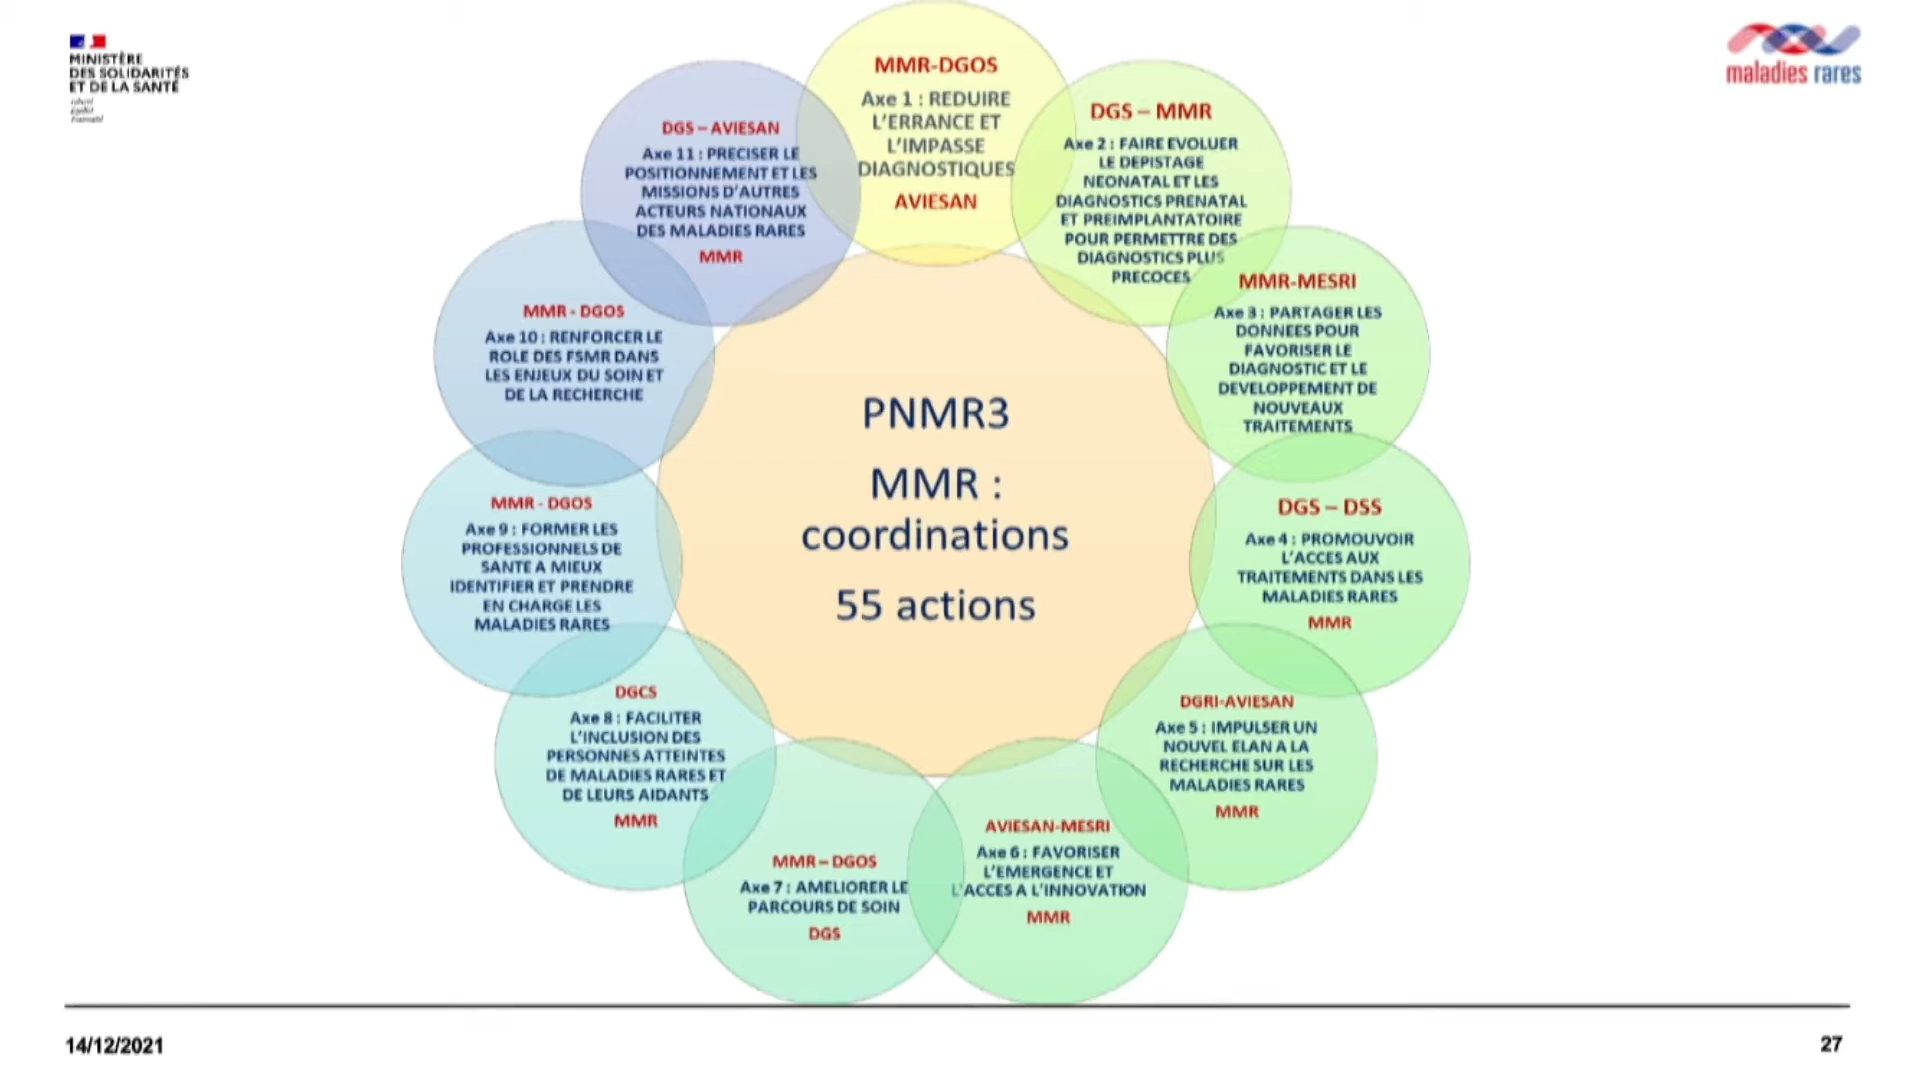 MINISTÈRE
DES SOLIDARITÉS
ET DE LA SANTÉ
Liberté
Égalité
Fraternité
maladies rares
MMR-DGOS
Axe 1 : REDUIRE
L'ERRANCE ET
L'IMPASSE
DIAGNOSTIQUES
AVIESAN
DGS – MMR
Axe 2 : FAIRE EVOLUER
LE DEPISTAGE
NEONATAL ET LES
DIAGNOSTICS PRENATAL
ET PREIMPLANTATOIRE
POUR PERMETTRE DES
DIAGNOSTICS PLUS
PRECOCES
MMR-MESRI
Axe 3 : PARTAGER LES
DONNEES POUR
FAVORISER LE
DIAGNOSTIC ET LE
DEVELOPPEMENT DE
NOUVEAUX
TRAITEMENTS
DGS – DSS
Axe 4 : PROMOUVOIR
L'ACCES AUX
TRAITEMENTS DANS LES
MALADIES RARES
MMR
DGRI-AVIESAN
Axe 5 : IMPULSER UN
NOUVEL ELAN A LA
RECHERCHE SUR LES
MALADIES RARES
MMR
AVIESAN-MESRI
Axe 6 : FAVORISER
L'EMERGENCE ET
L'ACCES A L'INNOVATION
MMR
MMR – DGOS
Axe 7 : AMELIORER LE
PARCOURS DE SOIN
DGS
DGCS
Axe 8 : FACILITER
L'INCLUSION DES
PERSONNES ATTEINTES
DE MALADIES RARES ET
DE LEURS AIDANTS
MMR
MMR - DGOS
Axe 9 : FORMER LES
PROFESSIONNELS DE
SANTE A MIEUX
IDENTIFIER ET PRENDRE
EN CHARGE LES
MALADIES RARES
MMR - DGOS
Axe 10 : RENFORCER LE
ROLE DES FSMR DANS
LES ENJEUX DU SOIN ET
DE LA RECHERCHE
DGS – AVIESAN
Axe 11 : PRECISER LE
POSITIONNEMENT ET LES
MISSIONS D'AUTRES
ACTEURS NATIONAUX
DES MALADIES RARES
MMR
PNMR3
MMR :
coordinations
55 actions
14/12/2021
27